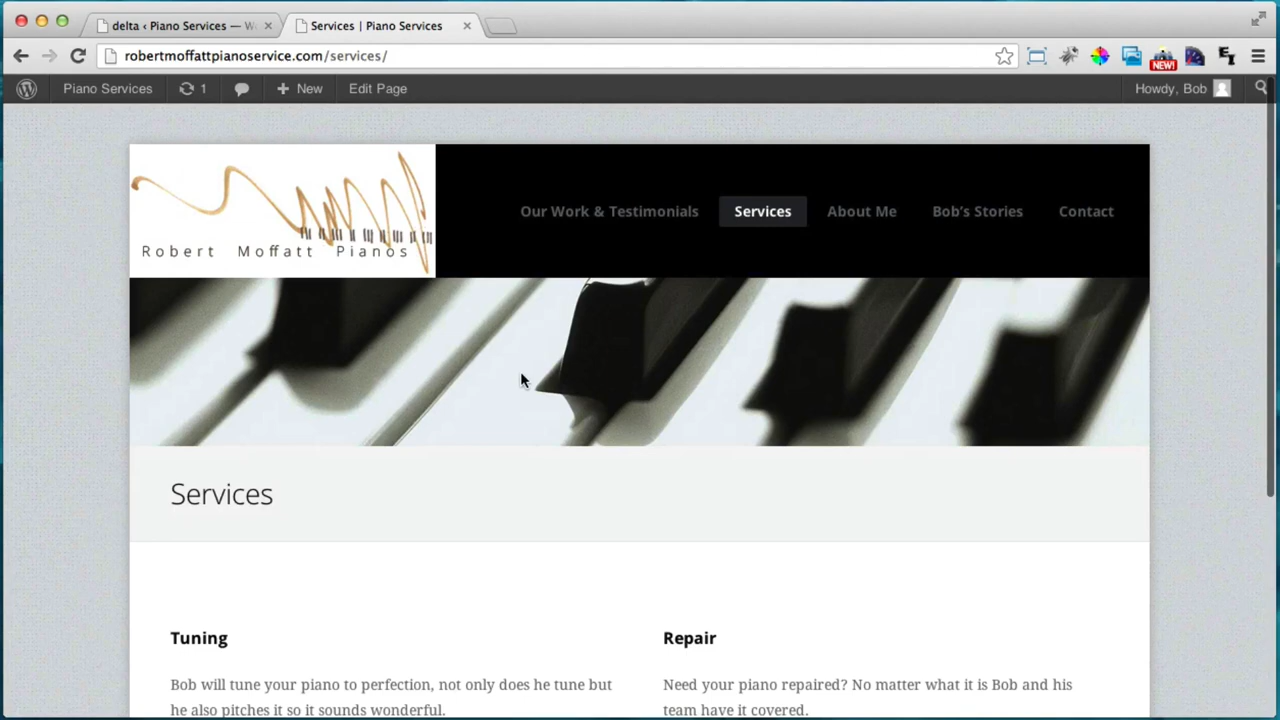 delta ‹ Piano Services — W
Services | Piano Services
robertmoffattpianoservice.com/services/
NEW!
Piano Services
1
New
Edit Page
Howdy, Bob
Robert Moffatt Pianos
Our Work & Testimonials
Services
About Me
Bob's Stories
Contact
Services
Tuning
Repair
Bob will tune your piano to perfection, not only does he tune but
he also pitches it so it sounds wonderful.
Need your piano repaired? No matter what it is Bob and his
team have it covered.